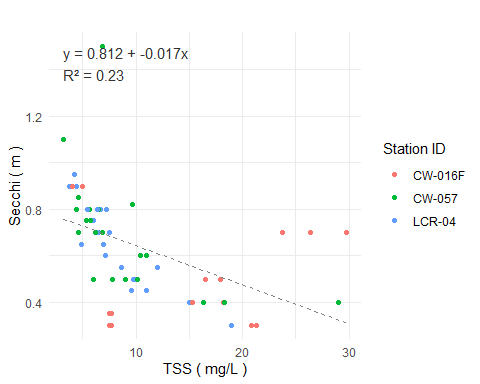 y = 0.812 + -0.017x
R² = 0.23
1.2
0.8
0.4
Secchi ( m )
10
20
30
TSS ( mg/L )
Station ID
CW-016F
CW-057
LCR-04